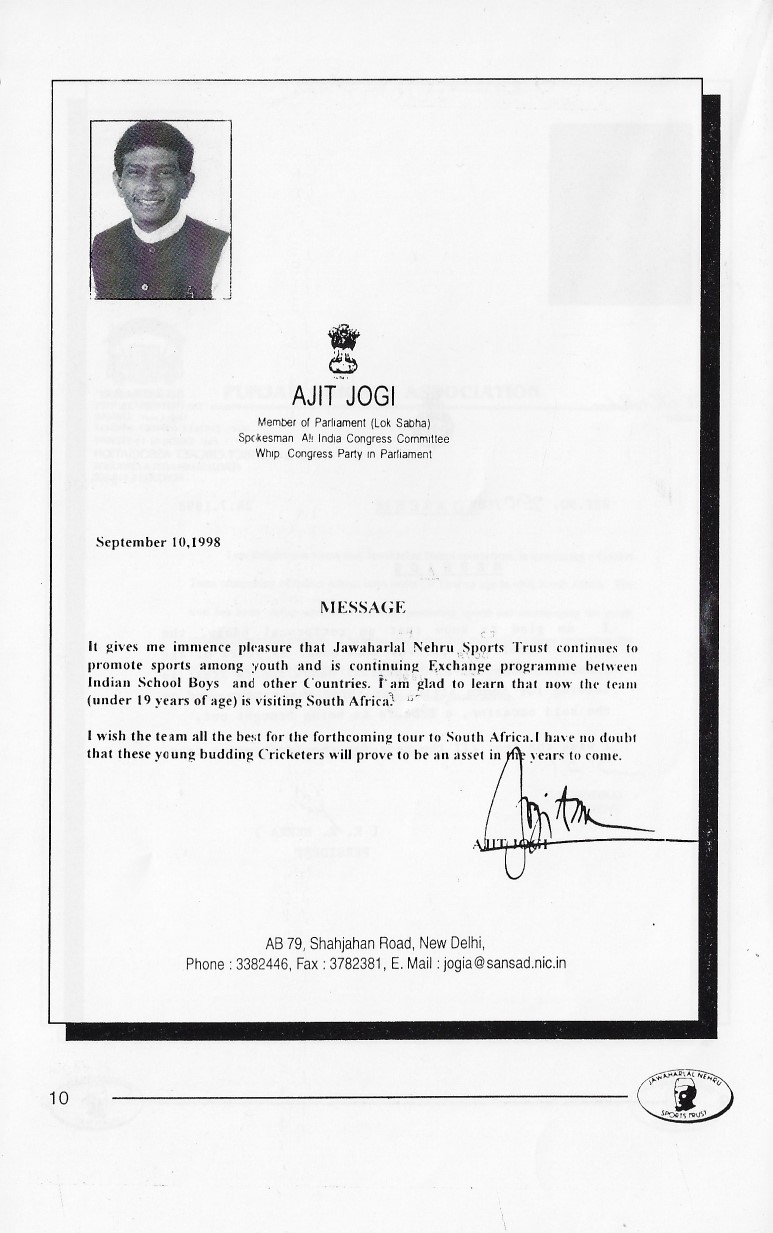 AJIT JOGI
Member of Parliament (Lok Sabha)
Spokesman All India Congress Committee
Whip Congress Party in Parliament
September 10,1998
MESSAGE
It gives me immence pleasure that Jawaharlal Nehru Sports Trust continues to
promote sports among youth and is continuing Exchange programme between
Indian School Boys and other Countries. I am glad to learn that now the team
(under 19 years of age) is visiting South Africa.
I wish the team all the best for the forthcoming tour to South Africa.I have no doubt
that these young budding Cricketers will prove to be an asset in the years to come.
AJIT JOGI
AB 79, Shahjahan Road, New Delhi,
Phone : 3382446, Fax : 3782381, E. Mail : jogia@sansad.nic.in
10
JAWAHARLAL NEHRU
SPORTS TRUST